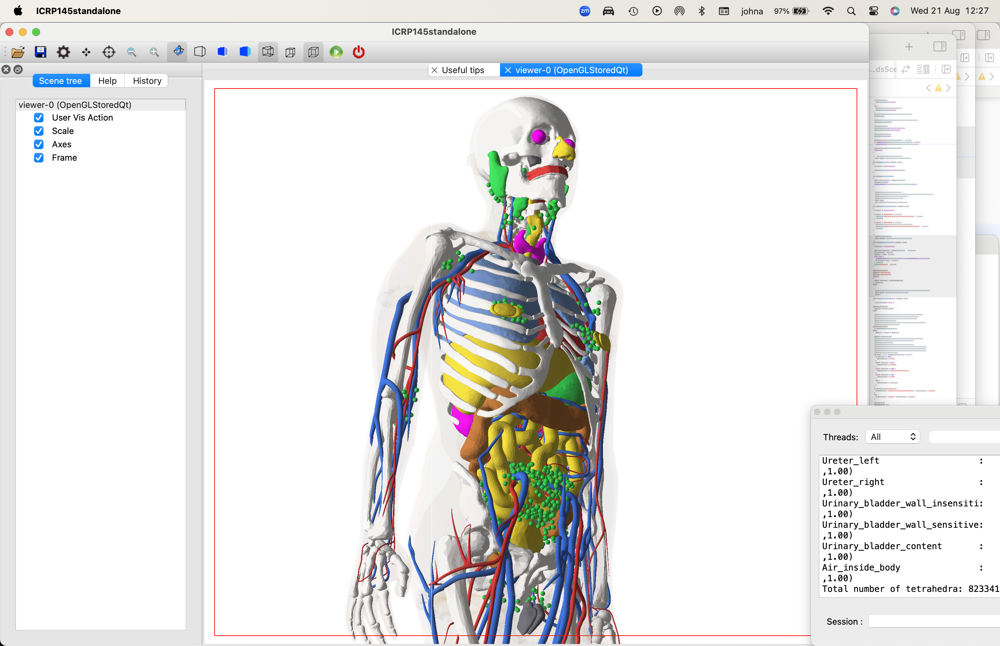 ICRP145standalone
zm
johna
97%
Wed 21 Aug 12:27
ICRP145standalone
Useful tips
viewer-0 (OpenGLStoredQt)
Scene tree
Help
History
viewer-0 (OpenGLStoredQt)
User Vis Action
Scale
Axes
Frame
...dsSce
Threads:
All
Ureter_left :
,1.00)
Ureter_right :
,1.00)
Urinary_bladder_wall_insensiti:
,1.00)
Urinary_bladder_wall_sensitive:
,1.00)
Urinary_bladder_content :
,1.00)
Air_inside_body :
,1.00)
Total number of tetrahedra: 823341
Session :